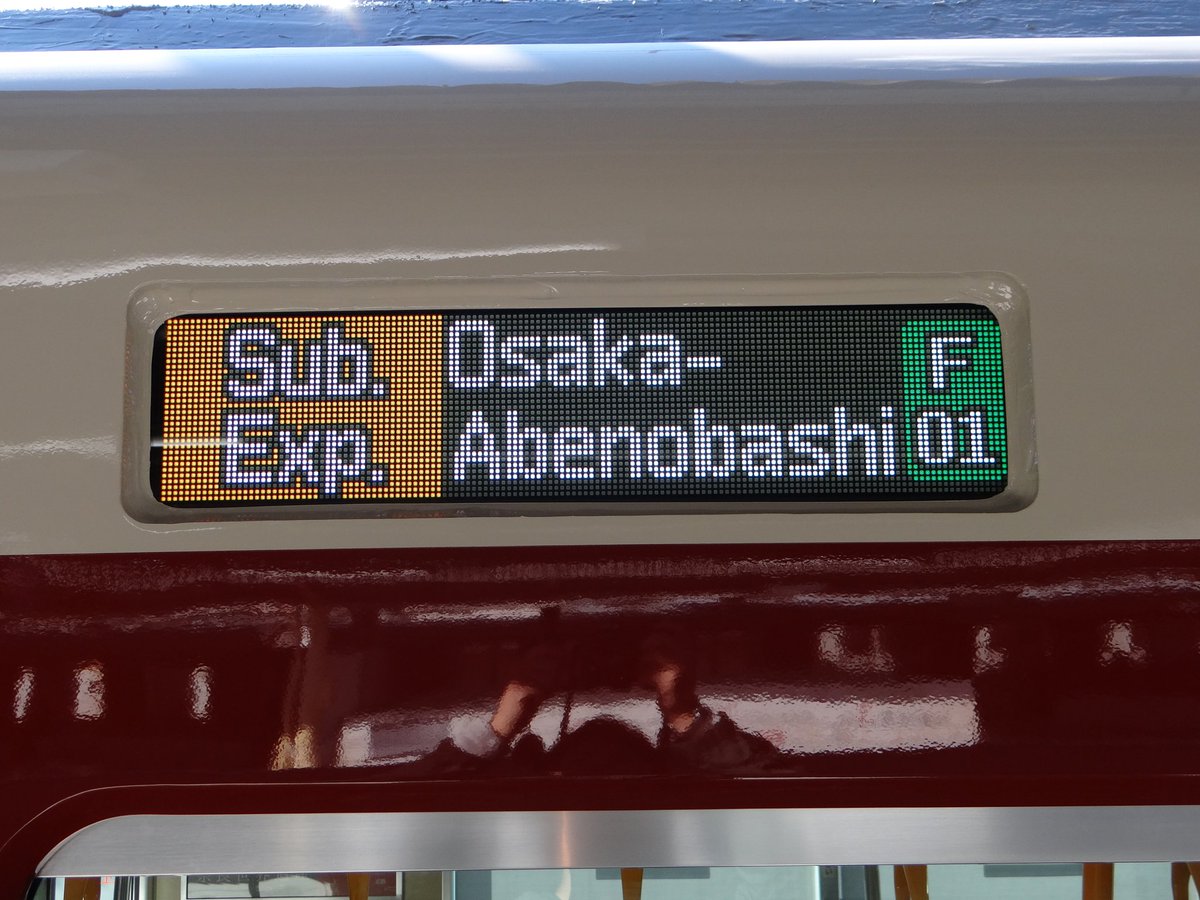 Sub.
Exp.
Osaka-
Abenobashi
F
01